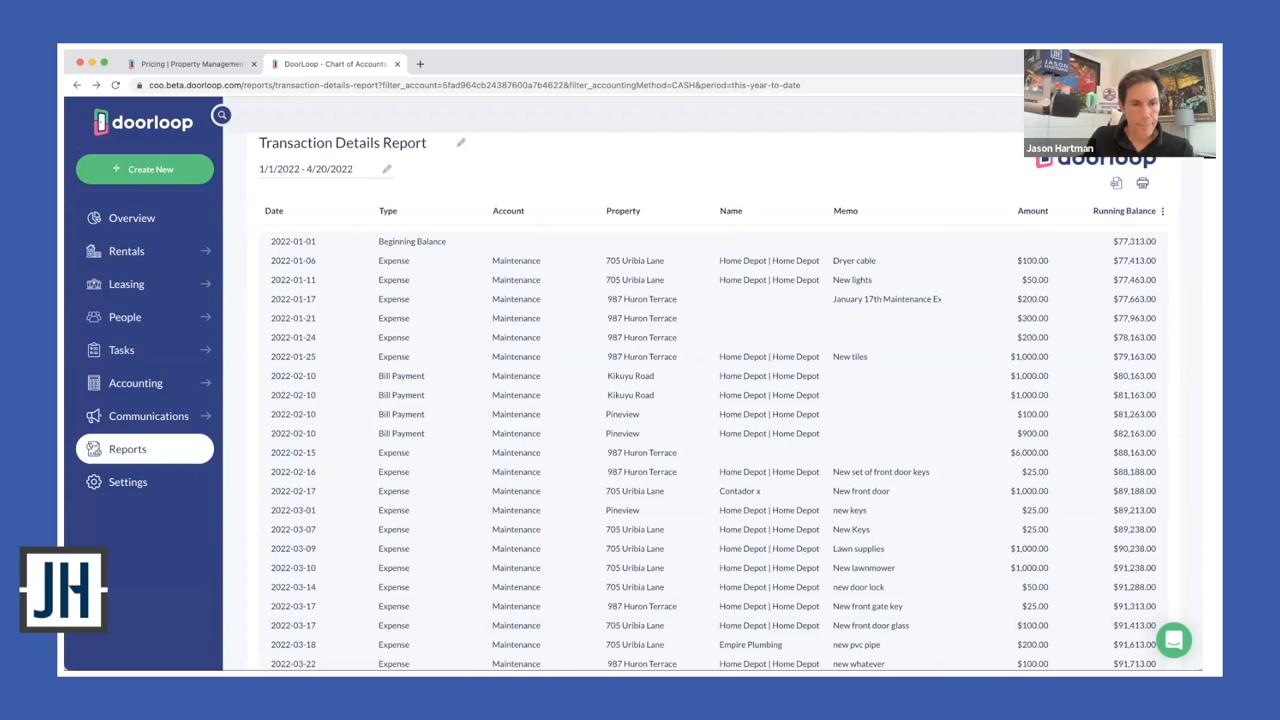 Pricing | Property Managemen
DoorLoop - Chart of Accounts
coo.beta.doorloop.com/reports/transaction-details-report?filter_account=5fad964cb24387600a7b4622&filter_accountingMethod=CASH&period=this-year-to-date
JASON
HARTMAN
Jason Hartman
doorloop
Create New
Overview
Rentals
Leasing
People
Tasks
Accounting
Communications
Reports
Settings
JH
doorloop
Transaction Details Report
1/1/2022 - 4/20/2022
Date Type Account Property Name Memo Amount Running Balance
2022-01-01 Beginning Balance $77,313.00
2022-01-06 Expense Maintenance 705 Uribia Lane Home Depot | Home Depot Dryer cable $100.00 $77,413.00
2022-01-11 Expense Maintenance 705 Uribia Lane Home Depot | Home Depot New lights $50.00 $77,463.00
2022-01-17 Expense Maintenance 987 Huron Terrace January 17th Maintenance Ex $200.00 $77,663.00
2022-01-21 Expense Maintenance 987 Huron Terrace $300.00 $77,963.00
2022-01-24 Expense Maintenance 987 Huron Terrace $200.00 $78,163.00
2022-01-25 Expense Maintenance 987 Huron Terrace Home Depot | Home Depot New tiles $1,000.00 $79,163.00
2022-02-10 Bill Payment Maintenance Kikuyu Road Home Depot | Home Depot $1,000.00 $80,163.00
2022-02-10 Bill Payment Maintenance Kikuyu Road Home Depot | Home Depot $1,000.00 $81,163.00
2022-02-10 Bill Payment Maintenance Pineview Home Depot | Home Depot $100.00 $81,263.00
2022-02-10 Bill Payment Maintenance Pineview Home Depot | Home Depot $900.00 $82,163.00
2022-02-15 Expense Maintenance 987 Huron Terrace $6,000.00 $88,163.00
2022-02-16 Expense Maintenance 987 Huron Terrace Home Depot | Home Depot New set of front door keys $25.00 $88,188.00
2022-02-17 Expense Maintenance 705 Uribia Lane Contador x New front door $1,000.00 $89,188.00
2022-03-01 Expense Maintenance Pineview Home Depot | Home Depot new keys $25.00 $89,213.00
2022-03-07 Expense Maintenance 705 Uribia Lane Home Depot | Home Depot New Keys $25.00 $89,238.00
2022-03-09 Expense Maintenance 705 Uribia Lane Home Depot | Home Depot Lawn supplies $1,000.00 $90,238.00
2022-03-10 Expense Maintenance 705 Uribia Lane Home Depot | Home Depot New lawnmower $1,000.00 $91,238.00
2022-03-14 Expense Maintenance 705 Uribia Lane Home Depot | Home Depot new door lock $50.00 $91,288.00
2022-03-17 Expense Maintenance 987 Huron Terrace Home Depot | Home Depot New front gate key $25.00 $91,313.00
2022-03-17 Expense Maintenance 705 Uribia Lane Home Depot | Home Depot New front door glass $100.00 $91,413.00
2022-03-18 Expense Maintenance 705 Uribia Lane Empire Plumbing new pvc pipe $200.00 $91,613.00
2022-03-22 Expense Maintenance 987 Huron Terrace Home Depot | Home Depot new whatever $100.00 $91,713.00